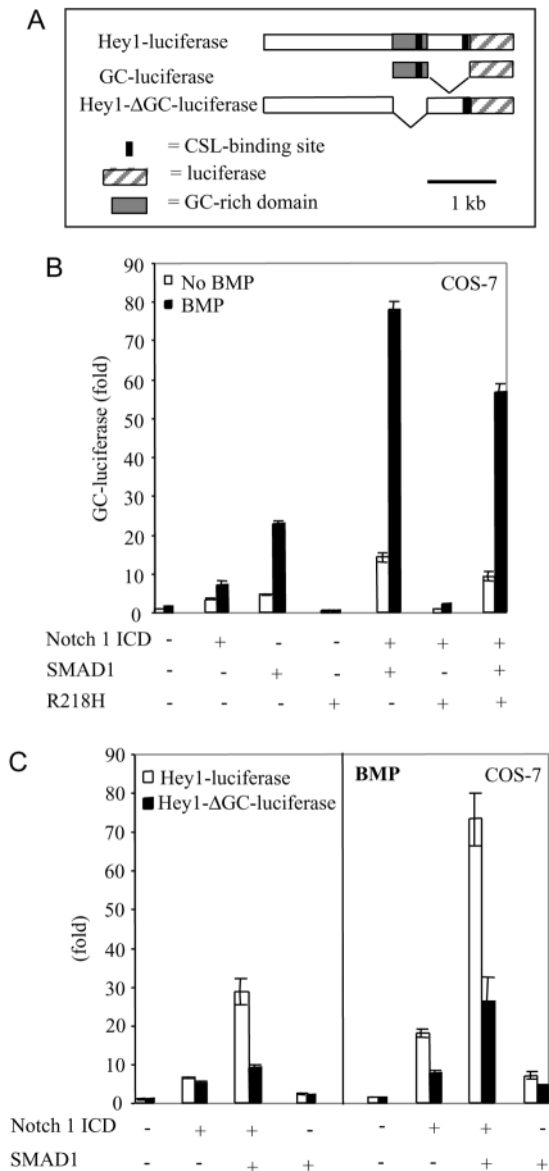 A
Hey1-luciferase
GC-luciferase
Hey1-ΔGC-luciferase
= CSL-binding site
= luciferase
= GC-rich domain
1 kb
B
GC-luciferase (fold)
90
80
70
60
50
40
30
20
10
0
No BMP
BMP
COS-7
Notch 1 ICD - + - - + + +
SMAD1 - - + - + - +
R218H - - - + - + +
C
(fold)
90
80
70
60
50
40
30
20
10
0
Hey1-luciferase
Hey1-ΔGC-luciferase
BMP
COS-7
Notch 1 ICD - + + - - + + -
SMAD1 - - + + - - + +